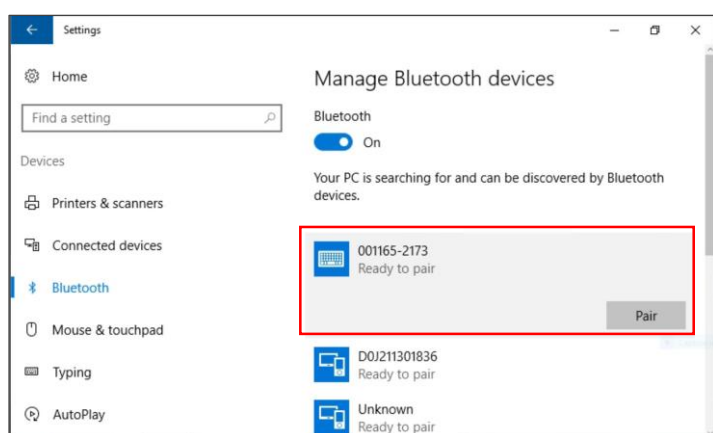 Settings
Home
Find a setting
Devices
Printers & scanners
Connected devices
Bluetooth
Mouse & touchpad
Typing
AutoPlay
Manage Bluetooth devices
Bluetooth
On
Your PC is searching for and can be discovered by Bluetooth
devices.
001165-2173
Ready to pair
Pair
D0J211301836
Ready to pair
Unknown
Ready to pair